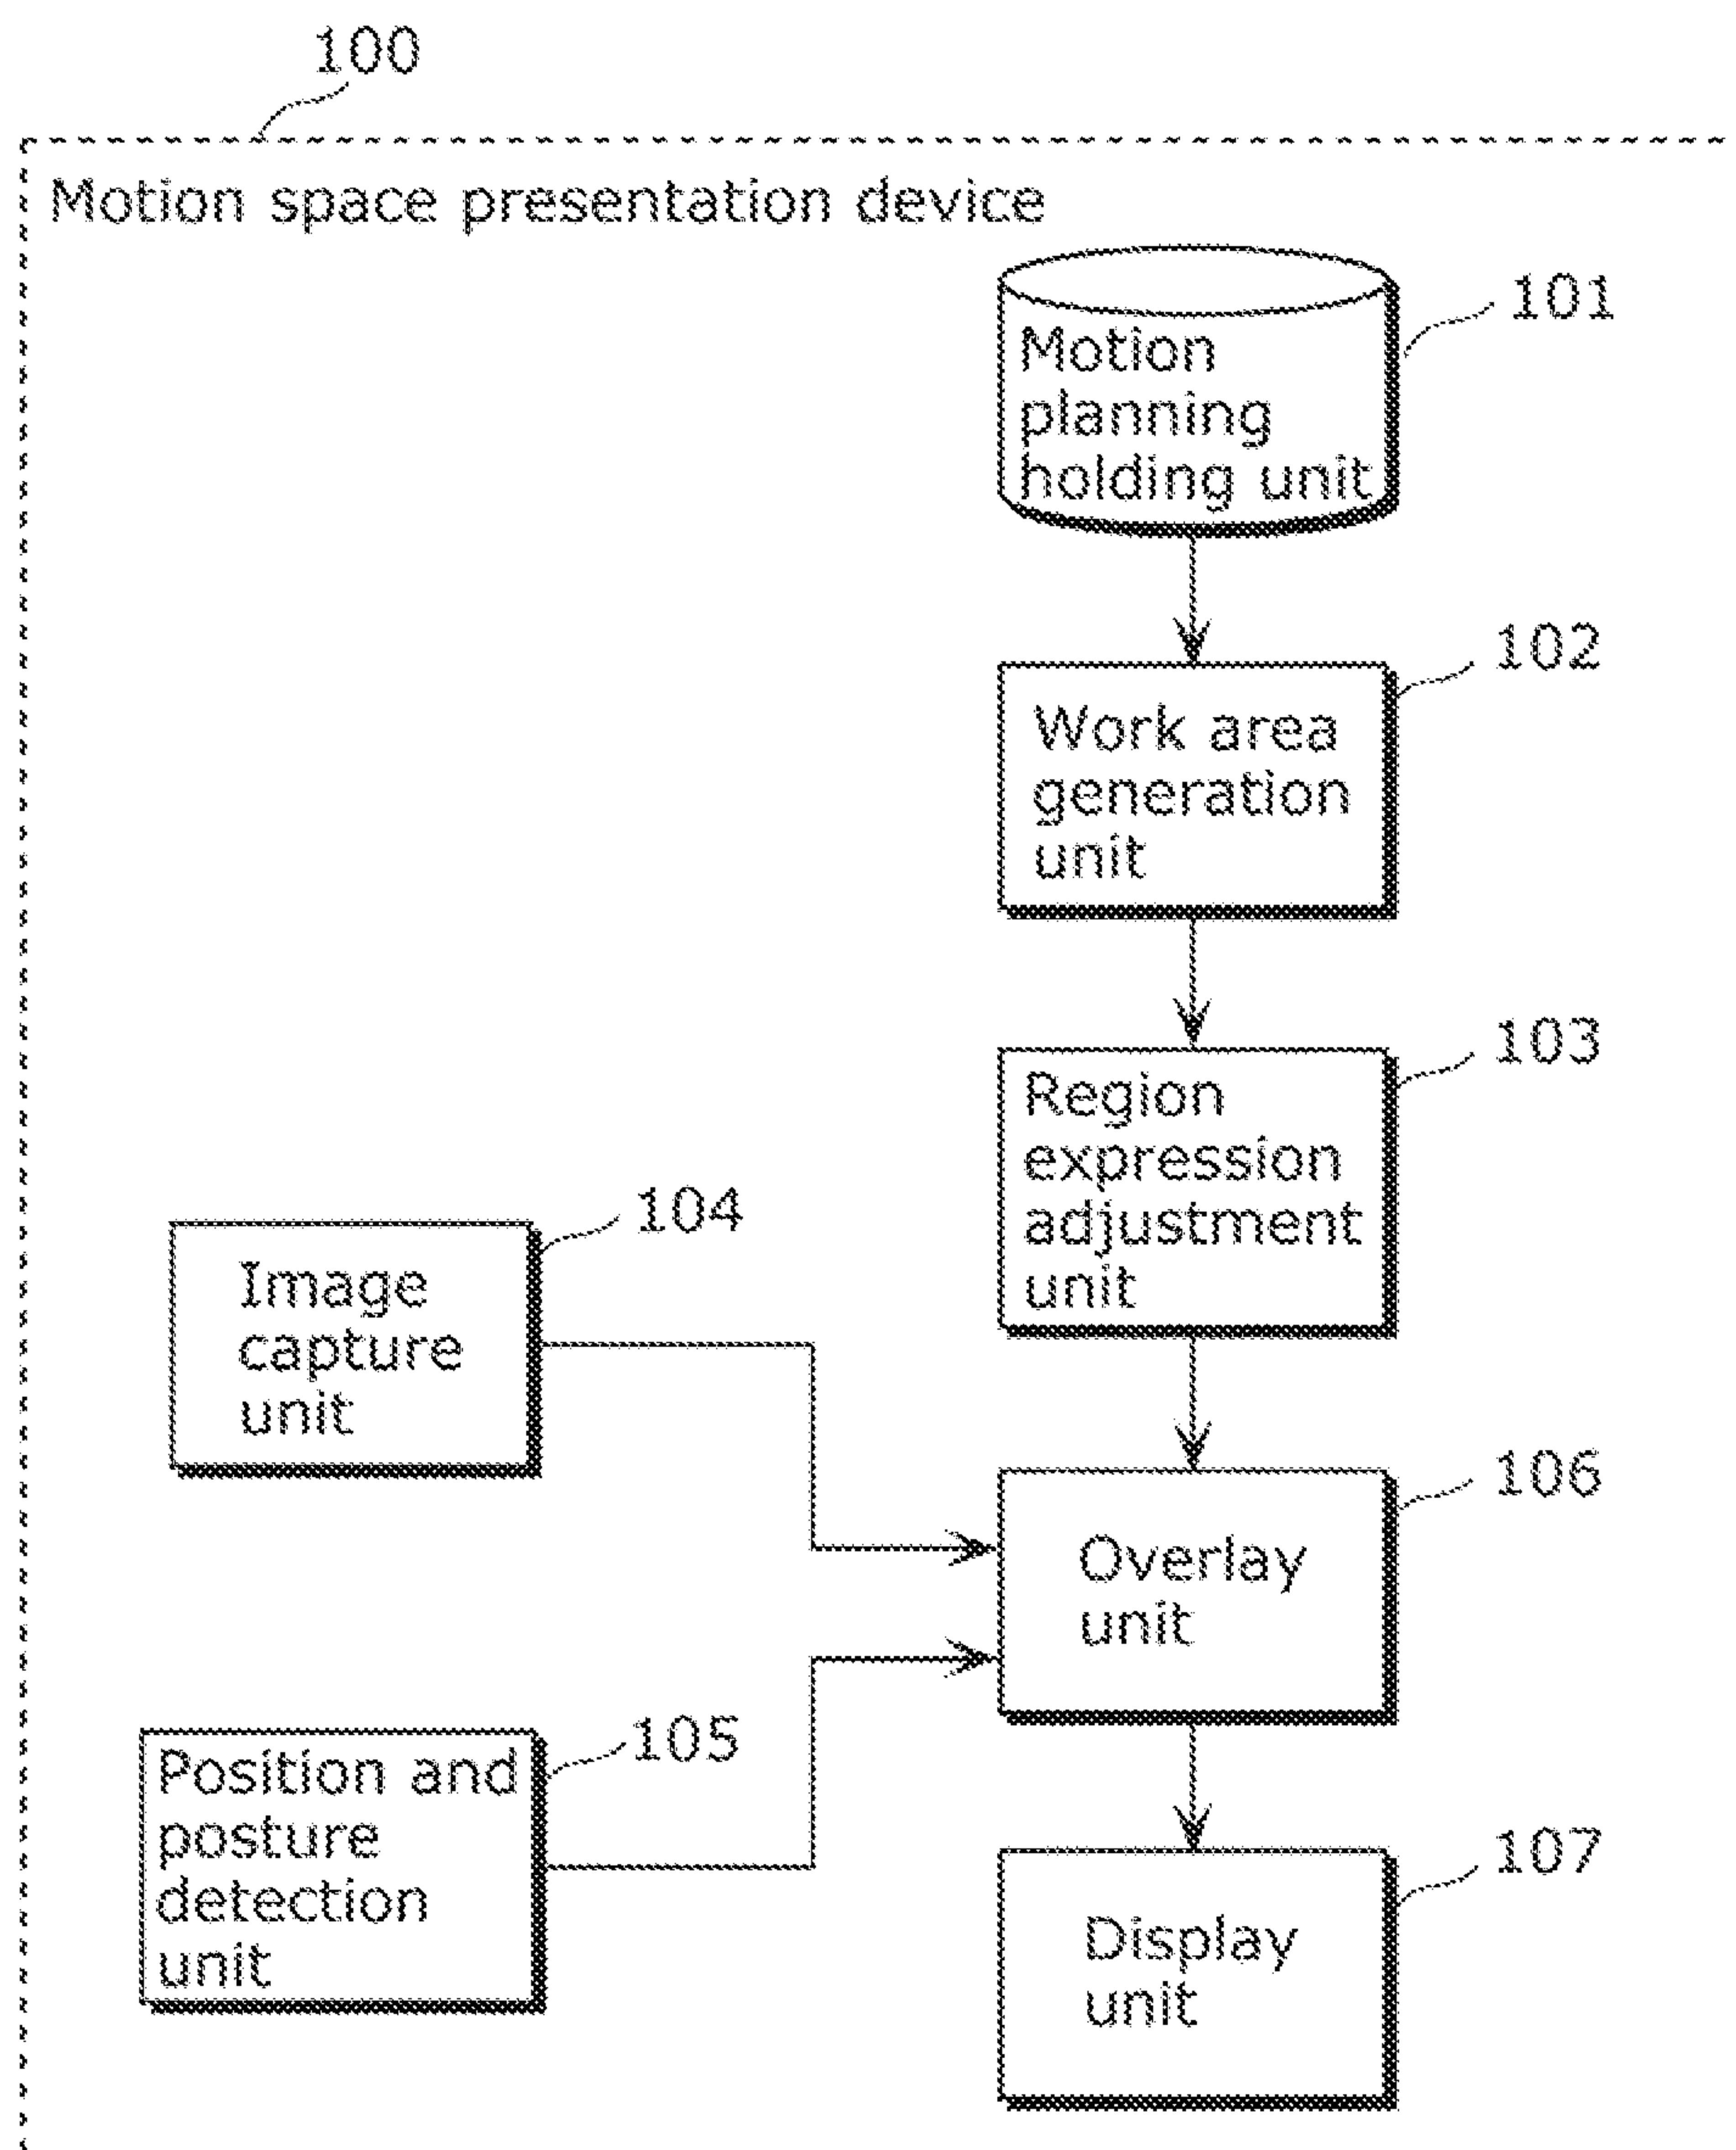 100
Motion space presentation device
101
Motion
planning
holding unit
102
Work area
generation
unit
103
Region
expression
adjustment
unit
104
Image
capture
unit
106
Overlay
unit
105
Position and
posture
detection
unit
107
Display
unit